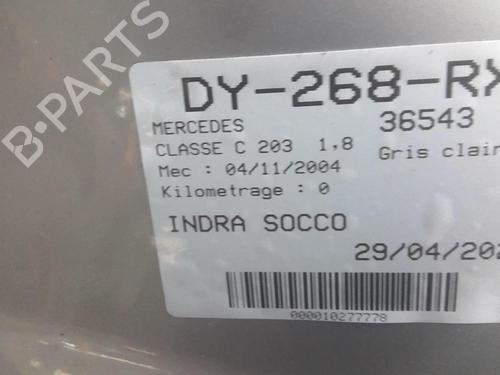 B-PARTS
DY-268-RX
MERCEDES 36543
CLASSE C 203 1,8 Gris clair
Mec : 04/11/2004
Kilometrage : 0
INDRA SOCCO
29/04/202
000010277778